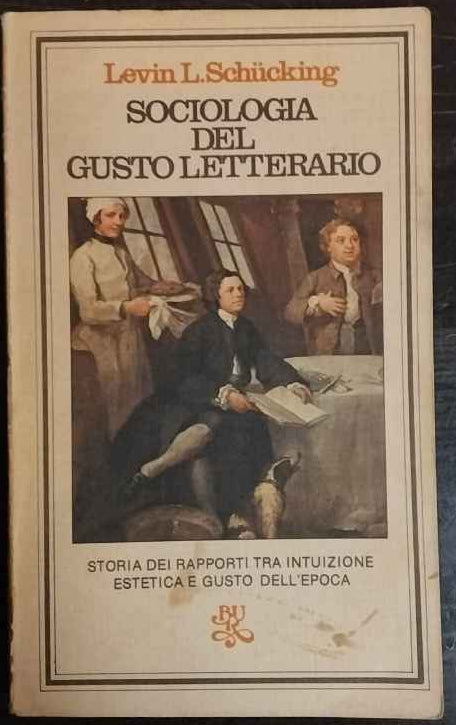 Levin L.Schücking
SOCIOLOGIA
DEL
GUSTO LETTERARIO
STORIA DEI RAPPORTI TRA INTUIZIONE
ESTETICA E GUSTO DELL'EPOCA
BUR